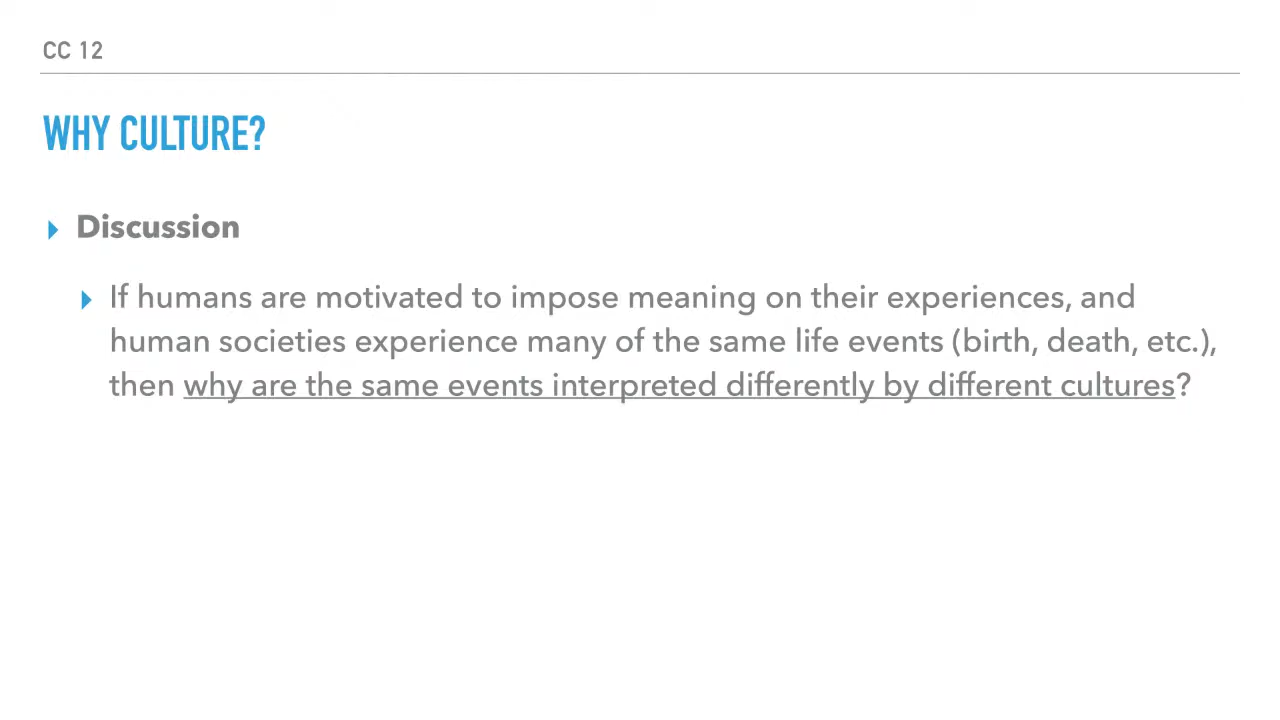 CC 12
WHY CULTURE?
Discussion
If humans are motivated to impose meaning on their experiences, and
human societies experience many of the same life events (birth, death, etc.),
then why are the same events interpreted differently by different cultures?